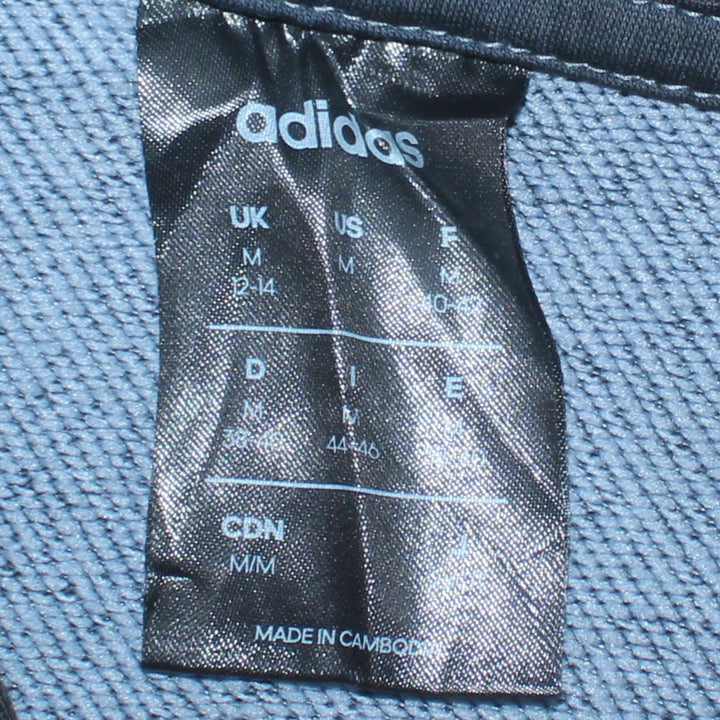 adidas
UK US F
M M M
12-14 40-42
D I E
M M M
38-40 44-46
CDN J
M/M
MADE IN CAMBODIA